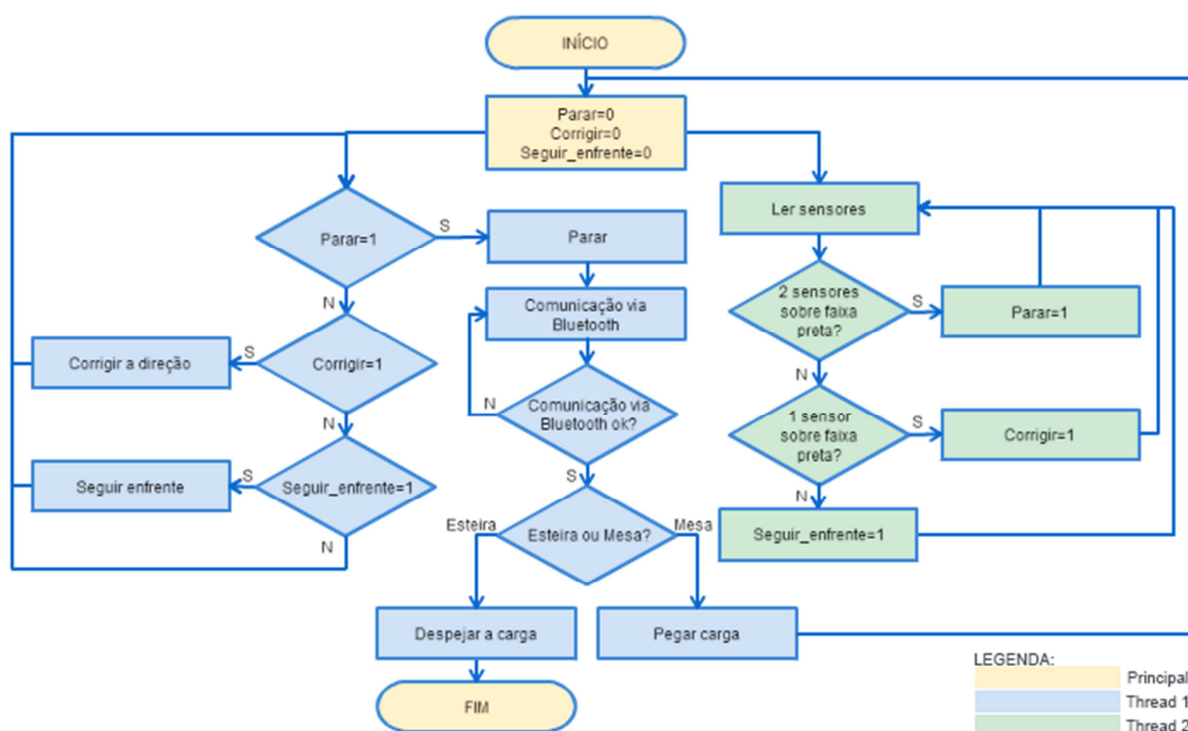 INÍCIO
Parar=0
Corrigir=0
Seguir_enfrente=0
Parar=1
S
N
Parar
Comunicação via
Bluetooth
Corrigir=1
S
N
Corrigir a direção
Comunicação via
Bluetooth ok?
N
S
Seguir_enfrente=1
S
N
Seguir enfrente
Esteira ou Mesa?
Esteira
Mesa
Despejar a carga
Pegar carga
FIM
Ler sensores
2 sensores
sobre faixa
preta?
S
N
Parar=1
1 sensor
sobre faixa
preta?
S
N
Corrigir=1
Seguir_enfrente=1
LEGENDA:
Principal
Thread 1
Thread 2